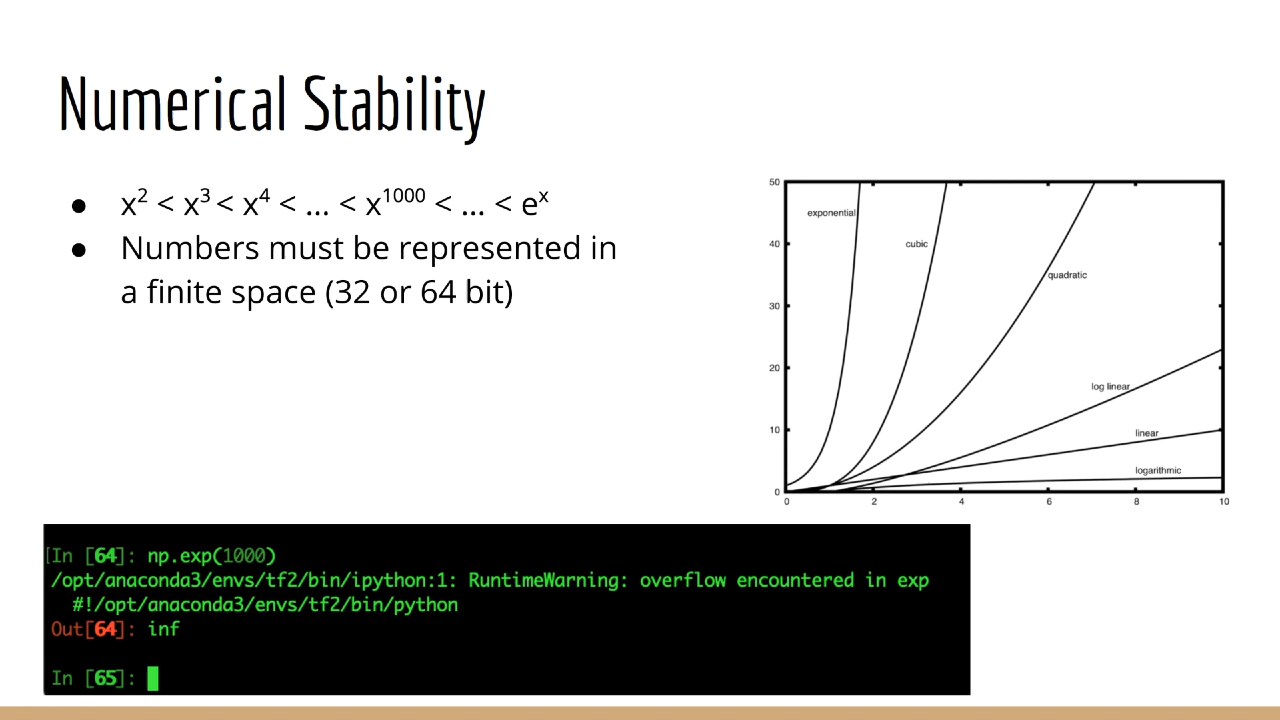 Numerical Stability
● x² < x³ < x⁴ < ... < x¹⁰⁰⁰ < ... < eˣ
● Numbers must be represented in
a finite space (32 or 64 bit)
50
40
30
20
10
0
exponential
cubic
quadratic
log linear
linear
logarithmic
0 2 4 6 8 10
[In [64]: np.exp(1000)
/opt/anaconda3/envs/tf2/bin/ipython:1: RuntimeWarning: overflow encountered in exp
#!/opt/anaconda3/envs/tf2/bin/python
Out[64]: inf
In [65]: